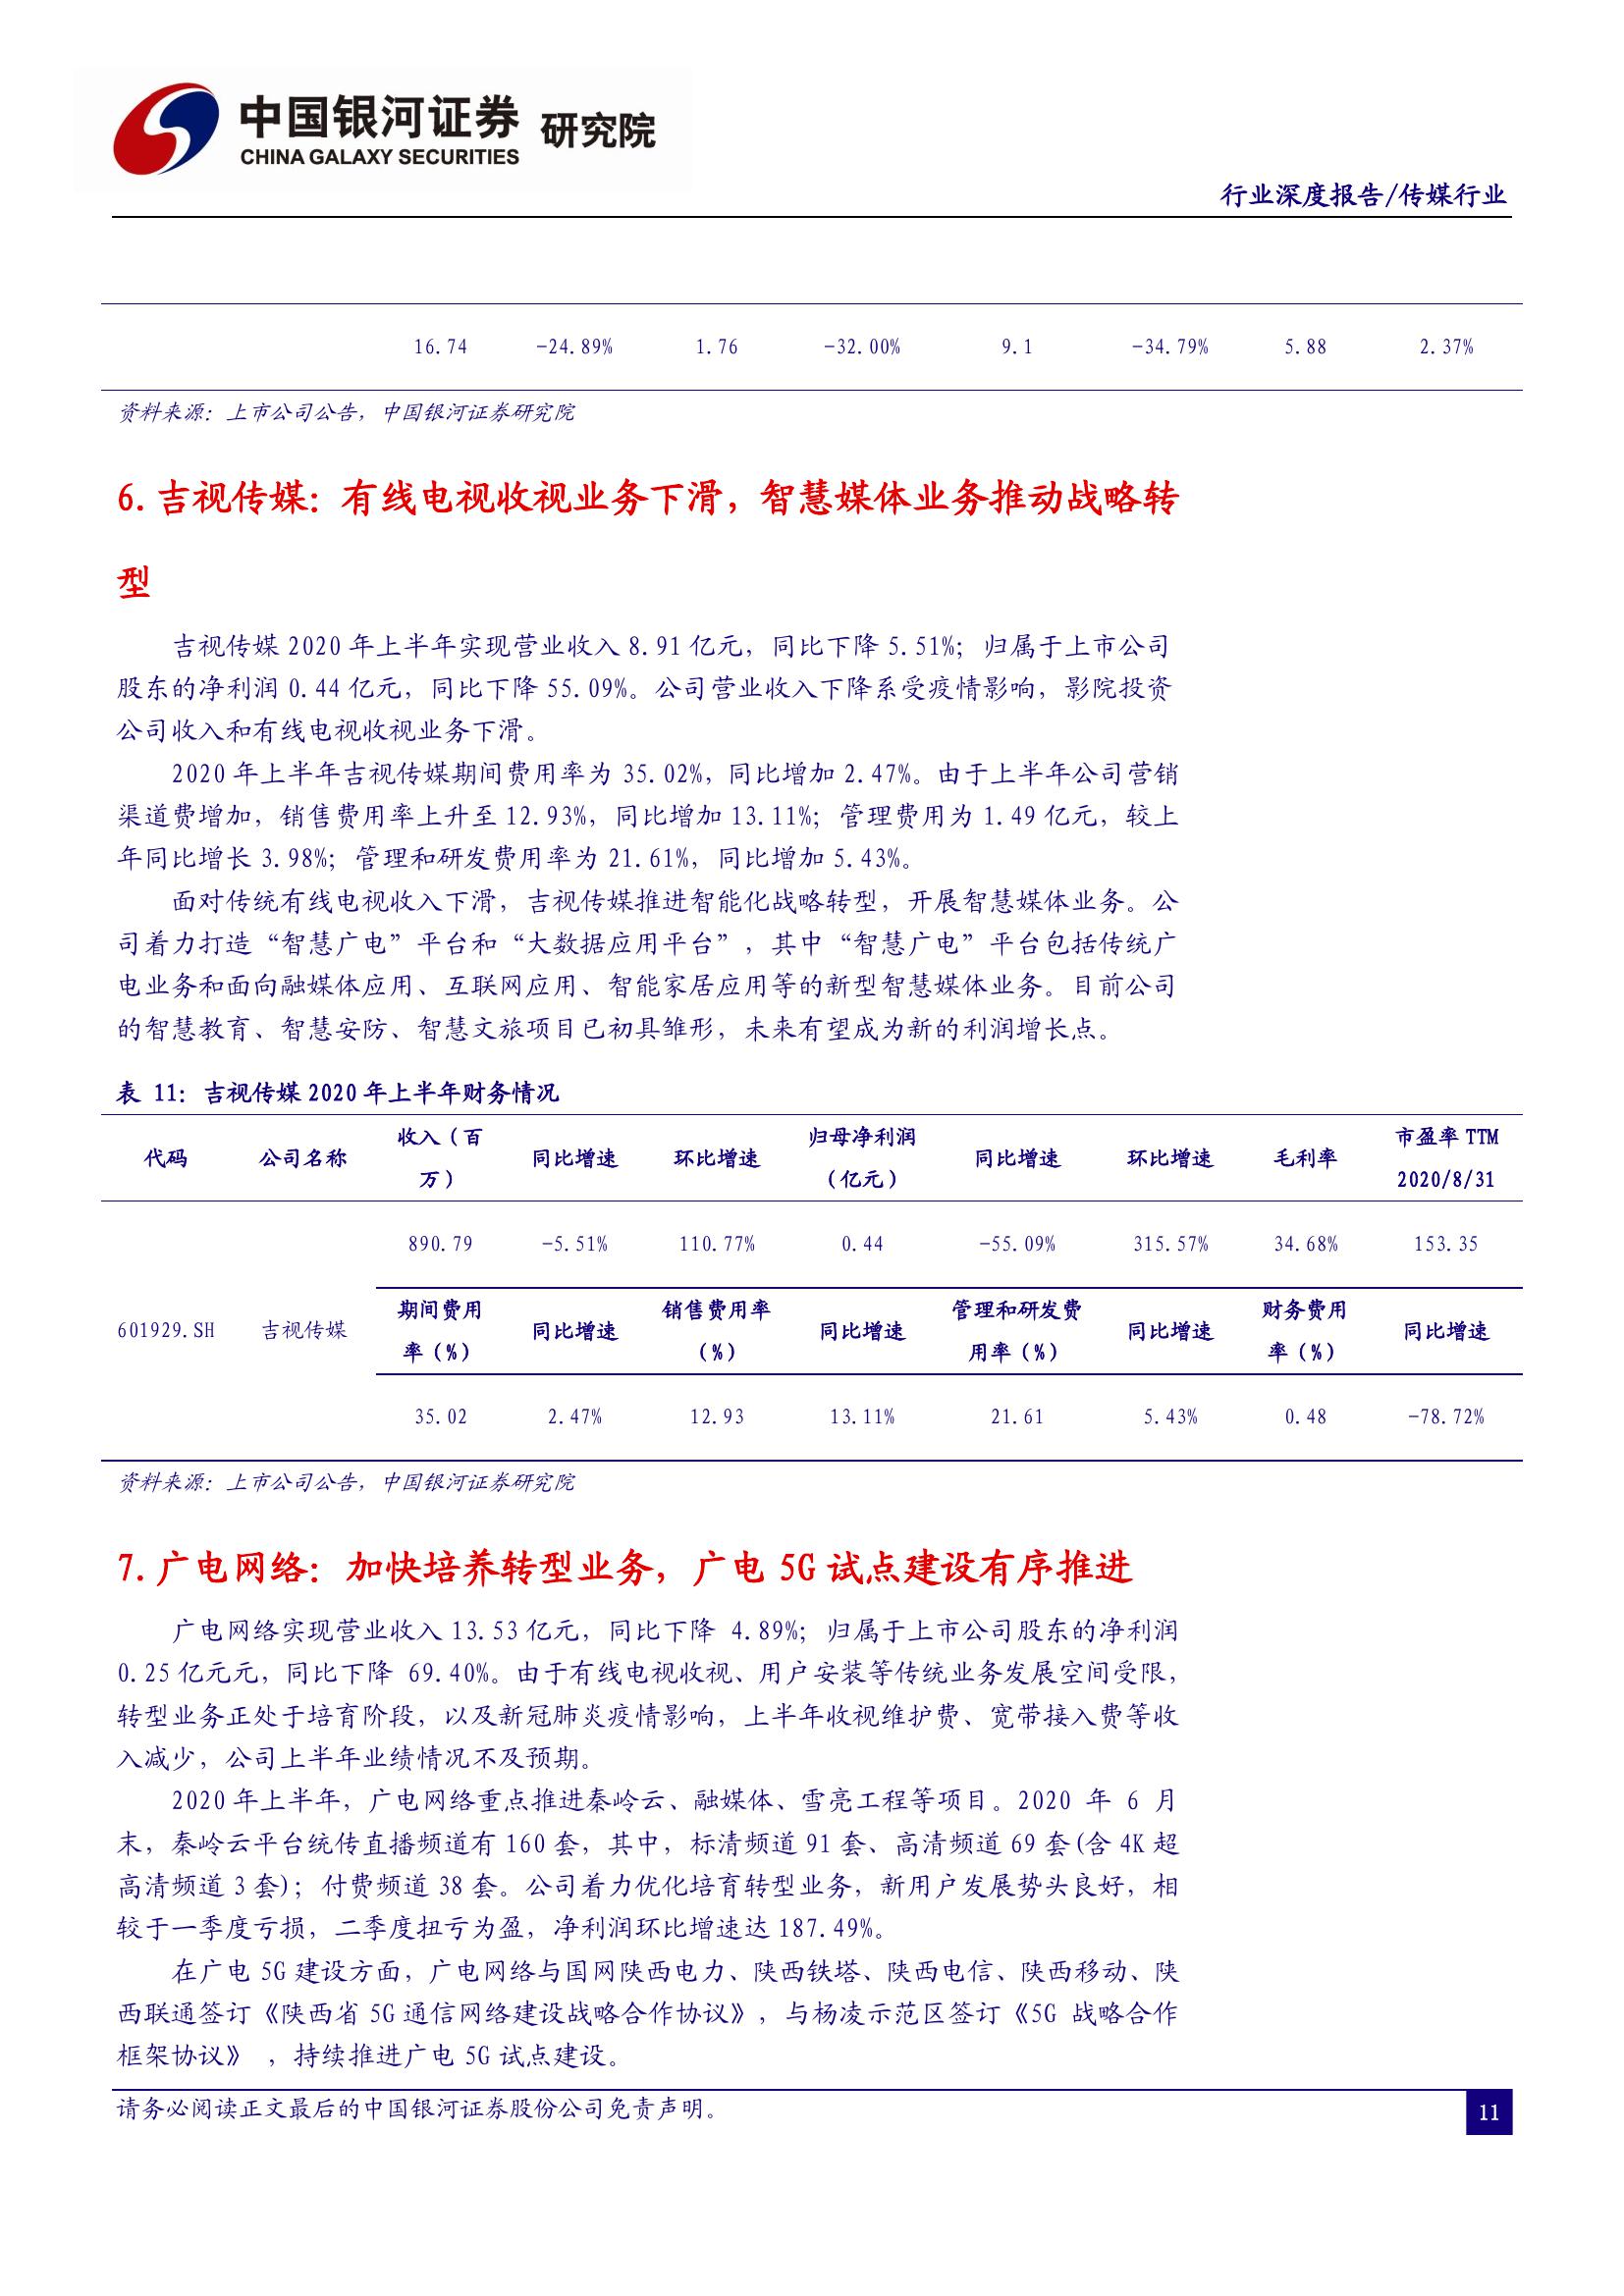 中国银河证券 研究院
CHINA GALAXY SECURITIES
行业深度报告/传媒行业
16.74 -24.89% 1.76 -32.00% 9.1 -34.79% 5.88 2.37%
资料来源：上市公司公告，中国银河证券研究院
6. 吉视传媒：有线电视收视业务下滑，智慧媒体业务推动战略转
型
吉视传媒 2020 年上半年实现营业收入 8.91 亿元，同比下降 5.51%；归属于上市公司
股东的净利润 0.44 亿元，同比下降 55.09%。公司营业收入下降系受疫情影响，影院投资
公司收入和有线电视收视业务下滑。
2020 年上半年吉视传媒期间费用率为 35.02%，同比增加 2.47%。由于上半年公司营销
渠道费增加，销售费用率上升至 12.93%，同比增加 13.11%；管理费用为 1.49 亿元，较上
年同比增长 3.98%；管理和研发费用率为 21.61%，同比增加 5.43%。
面对传统有线电视收入下滑，吉视传媒推进智能化战略转型，开展智慧媒体业务。公
司着力打造“智慧广电”平台和“大数据应用平台”，其中“智慧广电”平台包括传统广
电业务和面向融媒体应用、互联网应用、智能家居应用等的新型智慧媒体业务。目前公司
的智慧教育、智慧安防、智慧文旅项目已初具雏形，未来有望成为新的利润增长点。
表 11：吉视传媒 2020 年上半年财务情况
代码 公司名称 收入（百万） 同比增速 环比增速 归母净利润（亿元） 同比增速 环比增速 毛利率 市盈率 TTM 2020/8/31
890.79 -5.51% 110.77% 0.44 -55.09% 315.57% 34.68% 153.35
601929.SH 吉视传媒 期间费用率（%） 同比增速 销售费用率（%） 同比增速 管理和研发费用率（%） 同比增速 财务费用率（%） 同比增速
35.02 2.47% 12.93 13.11% 21.61 5.43% 0.48 -78.72%
资料来源：上市公司公告，中国银河证券研究院
7. 广电网络：加快培养转型业务，广电 5G 试点建设有序推进
广电网络实现营业收入 13.53 亿元，同比下降 4.89%；归属于上市公司股东的净利润
0.25 亿元元，同比下降 69.40%。由于有线电视收视、用户安装等传统业务发展空间受限，
转型业务正处于培育阶段，以及新冠肺炎疫情影响，上半年收视维护费、宽带接入费等收
入减少，公司上半年业绩情况不及预期。
2020 年上半年，广电网络重点推进秦岭云、融媒体、雪亮工程等项目。2020 年 6 月
末，秦岭云平台统传直播频道有 160 套，其中，标清频道 91 套、高清频道 69 套(含 4K 超
高清频道 3 套)；付费频道 38 套。公司着力优化培育转型业务，新用户发展势头良好，相
较于一季度亏损，二季度扭亏为盈，净利润环比增速达 187.49%。
在广电 5G 建设方面，广电网络与国网陕西电力、陕西铁塔、陕西电信、陕西移动、陕
西联通签订《陕西省 5G 通信网络建设战略合作协议》，与杨凌示范区签订《5G 战略合作
框架协议》 ，持续推进广电 5G 试点建设。
请务必阅读正文最后的中国银河证券股份公司免责声明。
11